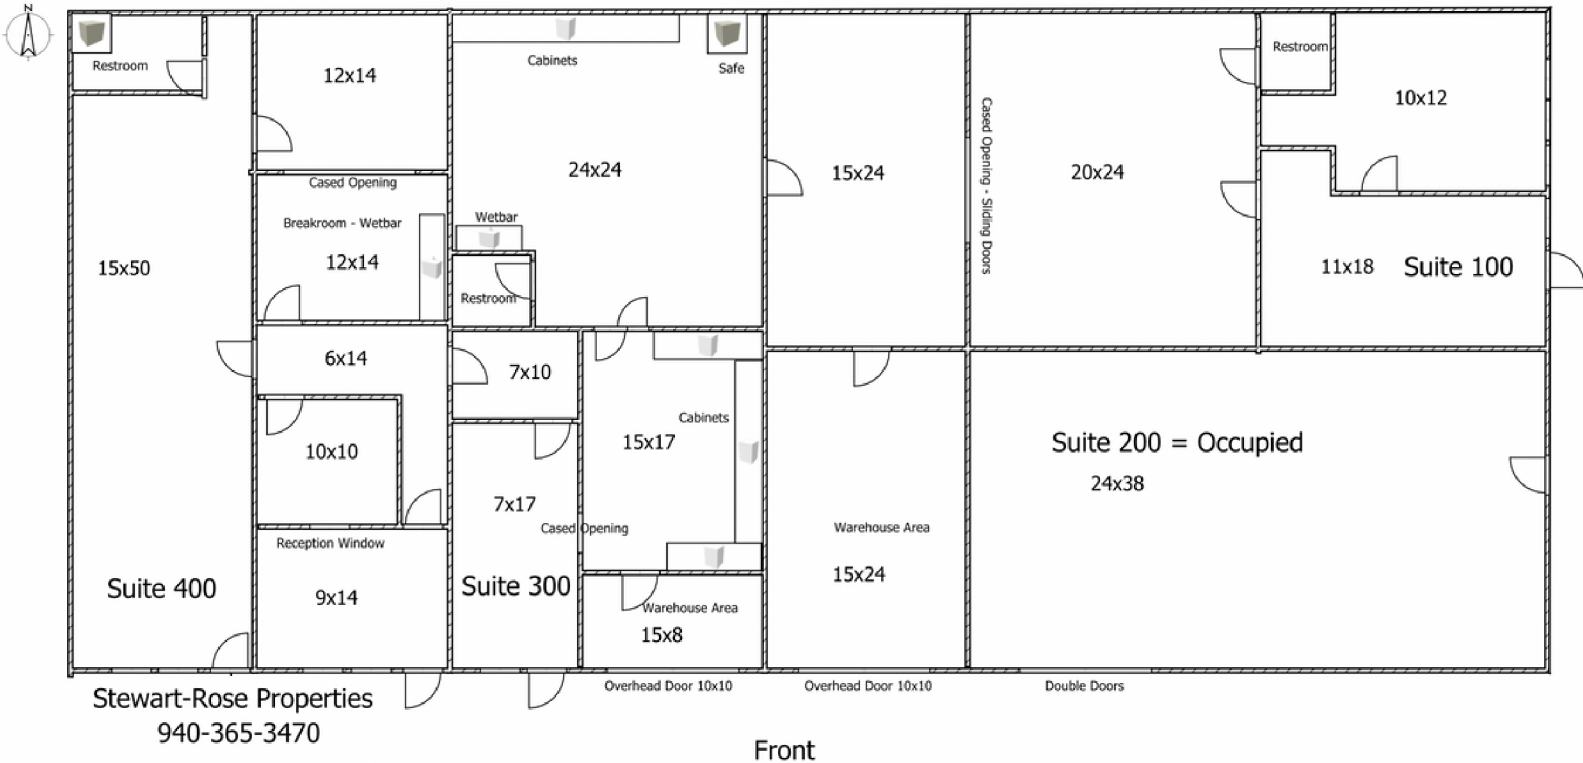 N
Restroom
12x14
Cabinets
Safe
Restroom
10x12
Cased Opening
Breakroom - Wetbar
12x14
24x24
Wetbar
Restroom
15x24
Cased Opening - Sliding Doors
20x24
15x50
11x18
Suite 100
6x14
7x10
10x10
15x17
Cabinets
Suite 200 = Occupied
24x38
7x17
Cased Opening
Reception Window
Warehouse Area
15x24
Suite 400
9x14
Suite 300
Warehouse Area
15x8
Overhead Door 10x10
Overhead Door 10x10
Double Doors
Stewart-Rose Properties
940-365-3470
Front